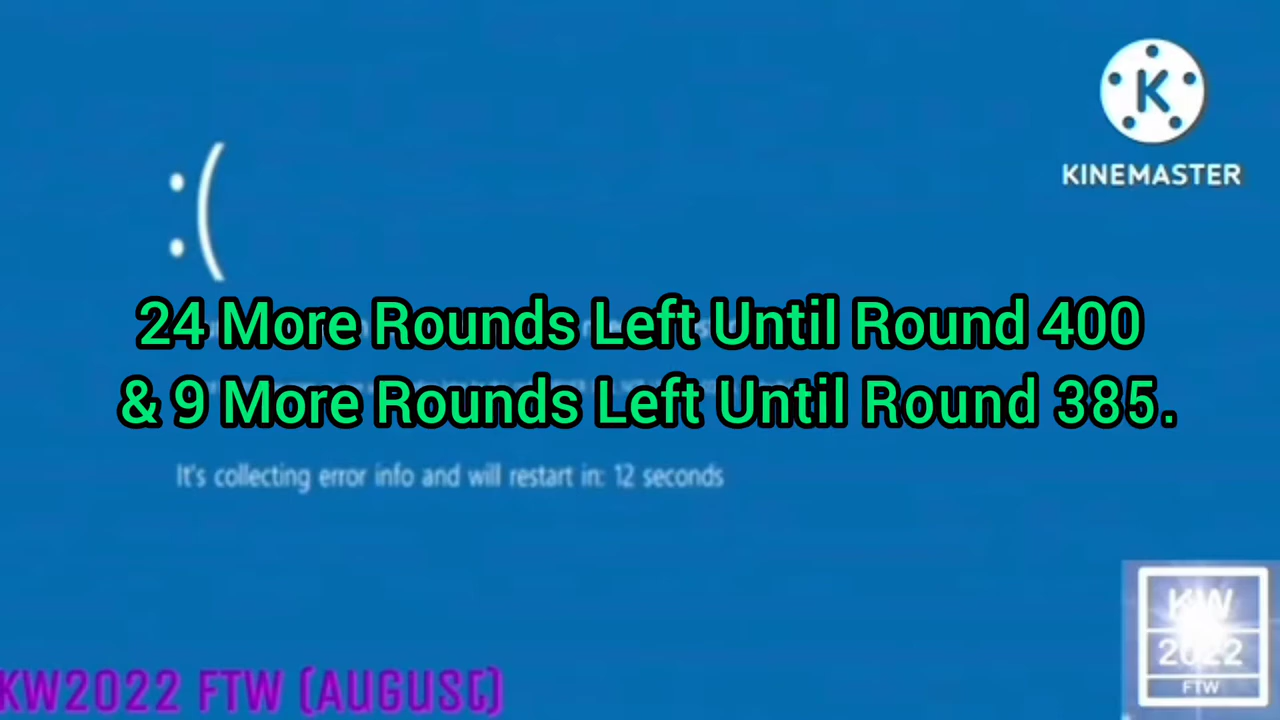 K
KINEMASTER
:(
24 More Rounds Left Until Round 400
& 9 More Rounds Left Until Round 385.
It's collecting error info and will restart in: 12 seconds
KW
2022
FTW
KW2022 FTW (AUGUST)